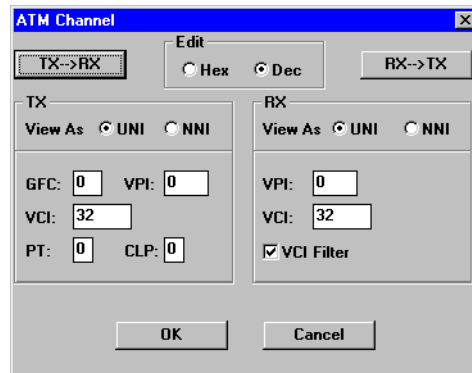 ATM Channel
Edit
TX-->RX
Hex
Dec
RX-->TX
TX
View As UNI NNI
GFC: 0 VPI: 0
VCI: 32
PT: 0 CLP: 0
RX
View As UNI NNI
VPI: 0
VCI: 32
VCI Filter
OK
Cancel